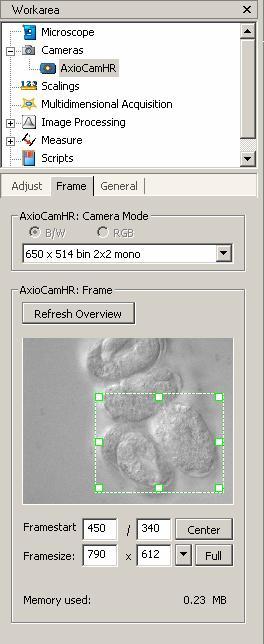 Workarea
Microscope
Cameras
AxioCamHR
Scalings
Multidimensional Acquisition
Image Processing
Measure
Scripts
Adjust Frame General
AxioCamHR: Camera Mode
B/W RGB
650 x 514 bin 2x2 mono
AxioCamHR: Frame
Refresh Overview
Framestart 450 / 340 Center
Framesize: 790 x 612 Full
Memory used: 0.23 MB